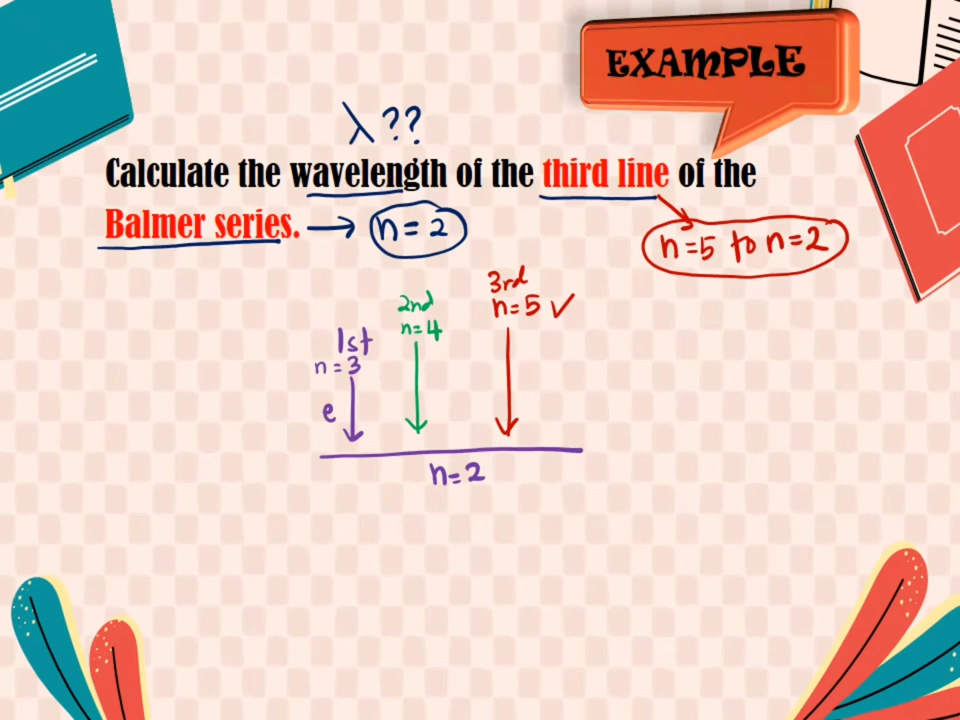 EXAMPLE
λ ??
Calculate the wavelength of the third line of the
Balmer series. → n = 2
n = 5 to n = 2
3rd
n = 5 ✓
2nd
n = 4
1st
n = 3
e
n = 2